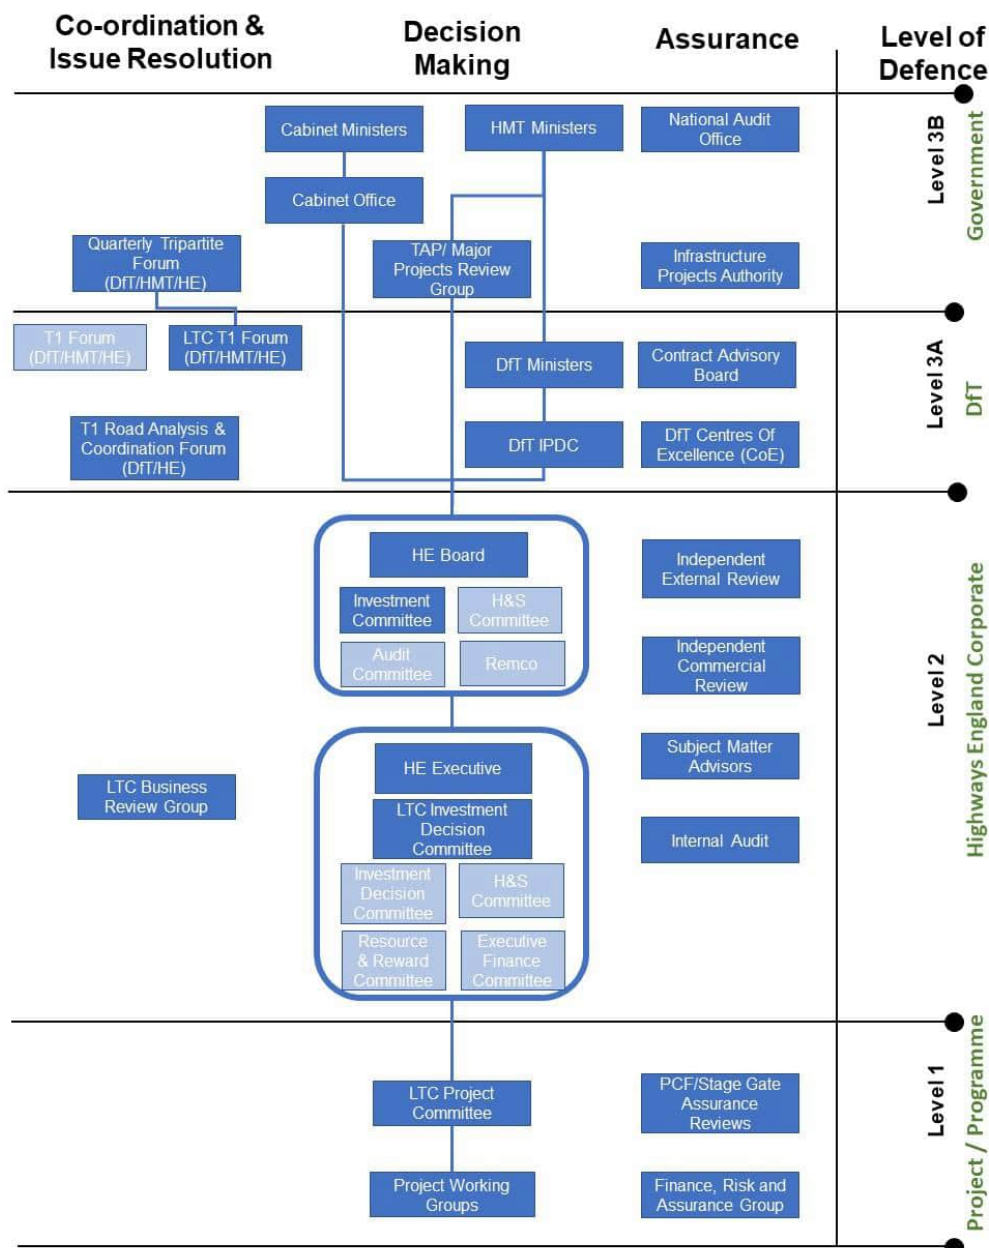 Co-ordination &
Issue Resolution
Decision
Making
Assurance
Level of
Defence
Cabinet Ministers
HMT Ministers
National Audit
Office
Level 3B
Government
Cabinet Office
Quarterly Tripartite
Forum
(DfT/HMT/HE)
TAP/ Major
Projects Review
Group
Infrastructure
Projects Authority
T1 Forum
(DfT/HMT/HE)
LTC T1 Forum
(DfT/HMT/HE)
DfT Ministers
Contract Advisory
Board
Level 3A
DfT
T1 Road Analysis &
Coordination Forum
(DfT/HE)
DfT IPDC
DfT Centres Of
Excellence (CoE)
HE Board
Investment
Committee
H&S
Committee
Audit
Committee
Remco
Independent
External Review
Independent
Commercial
Review
Level 2
Highways England Corporate
HE Executive
Subject Matter
Advisors
LTC Business
Review Group
LTC Investment
Decision
Committee
Internal Audit
Investment
Decision
Committee
H&S
Committee
Resource
& Reward
Committee
Executive
Finance
Committee
LTC Project
Committee
PCF/Stage Gate
Assurance
Reviews
Level 1
Project / Programme
Project Working
Groups
Finance, Risk and
Assurance Group